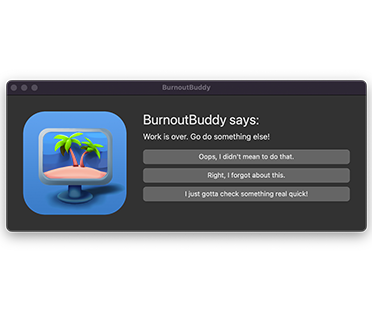 BurnoutBuddy
BurnoutBuddy says:
Work is over. Go do something else!
Oops, I didn't mean to do that.
Right, I forgot about this.
I just gotta check something real quick!